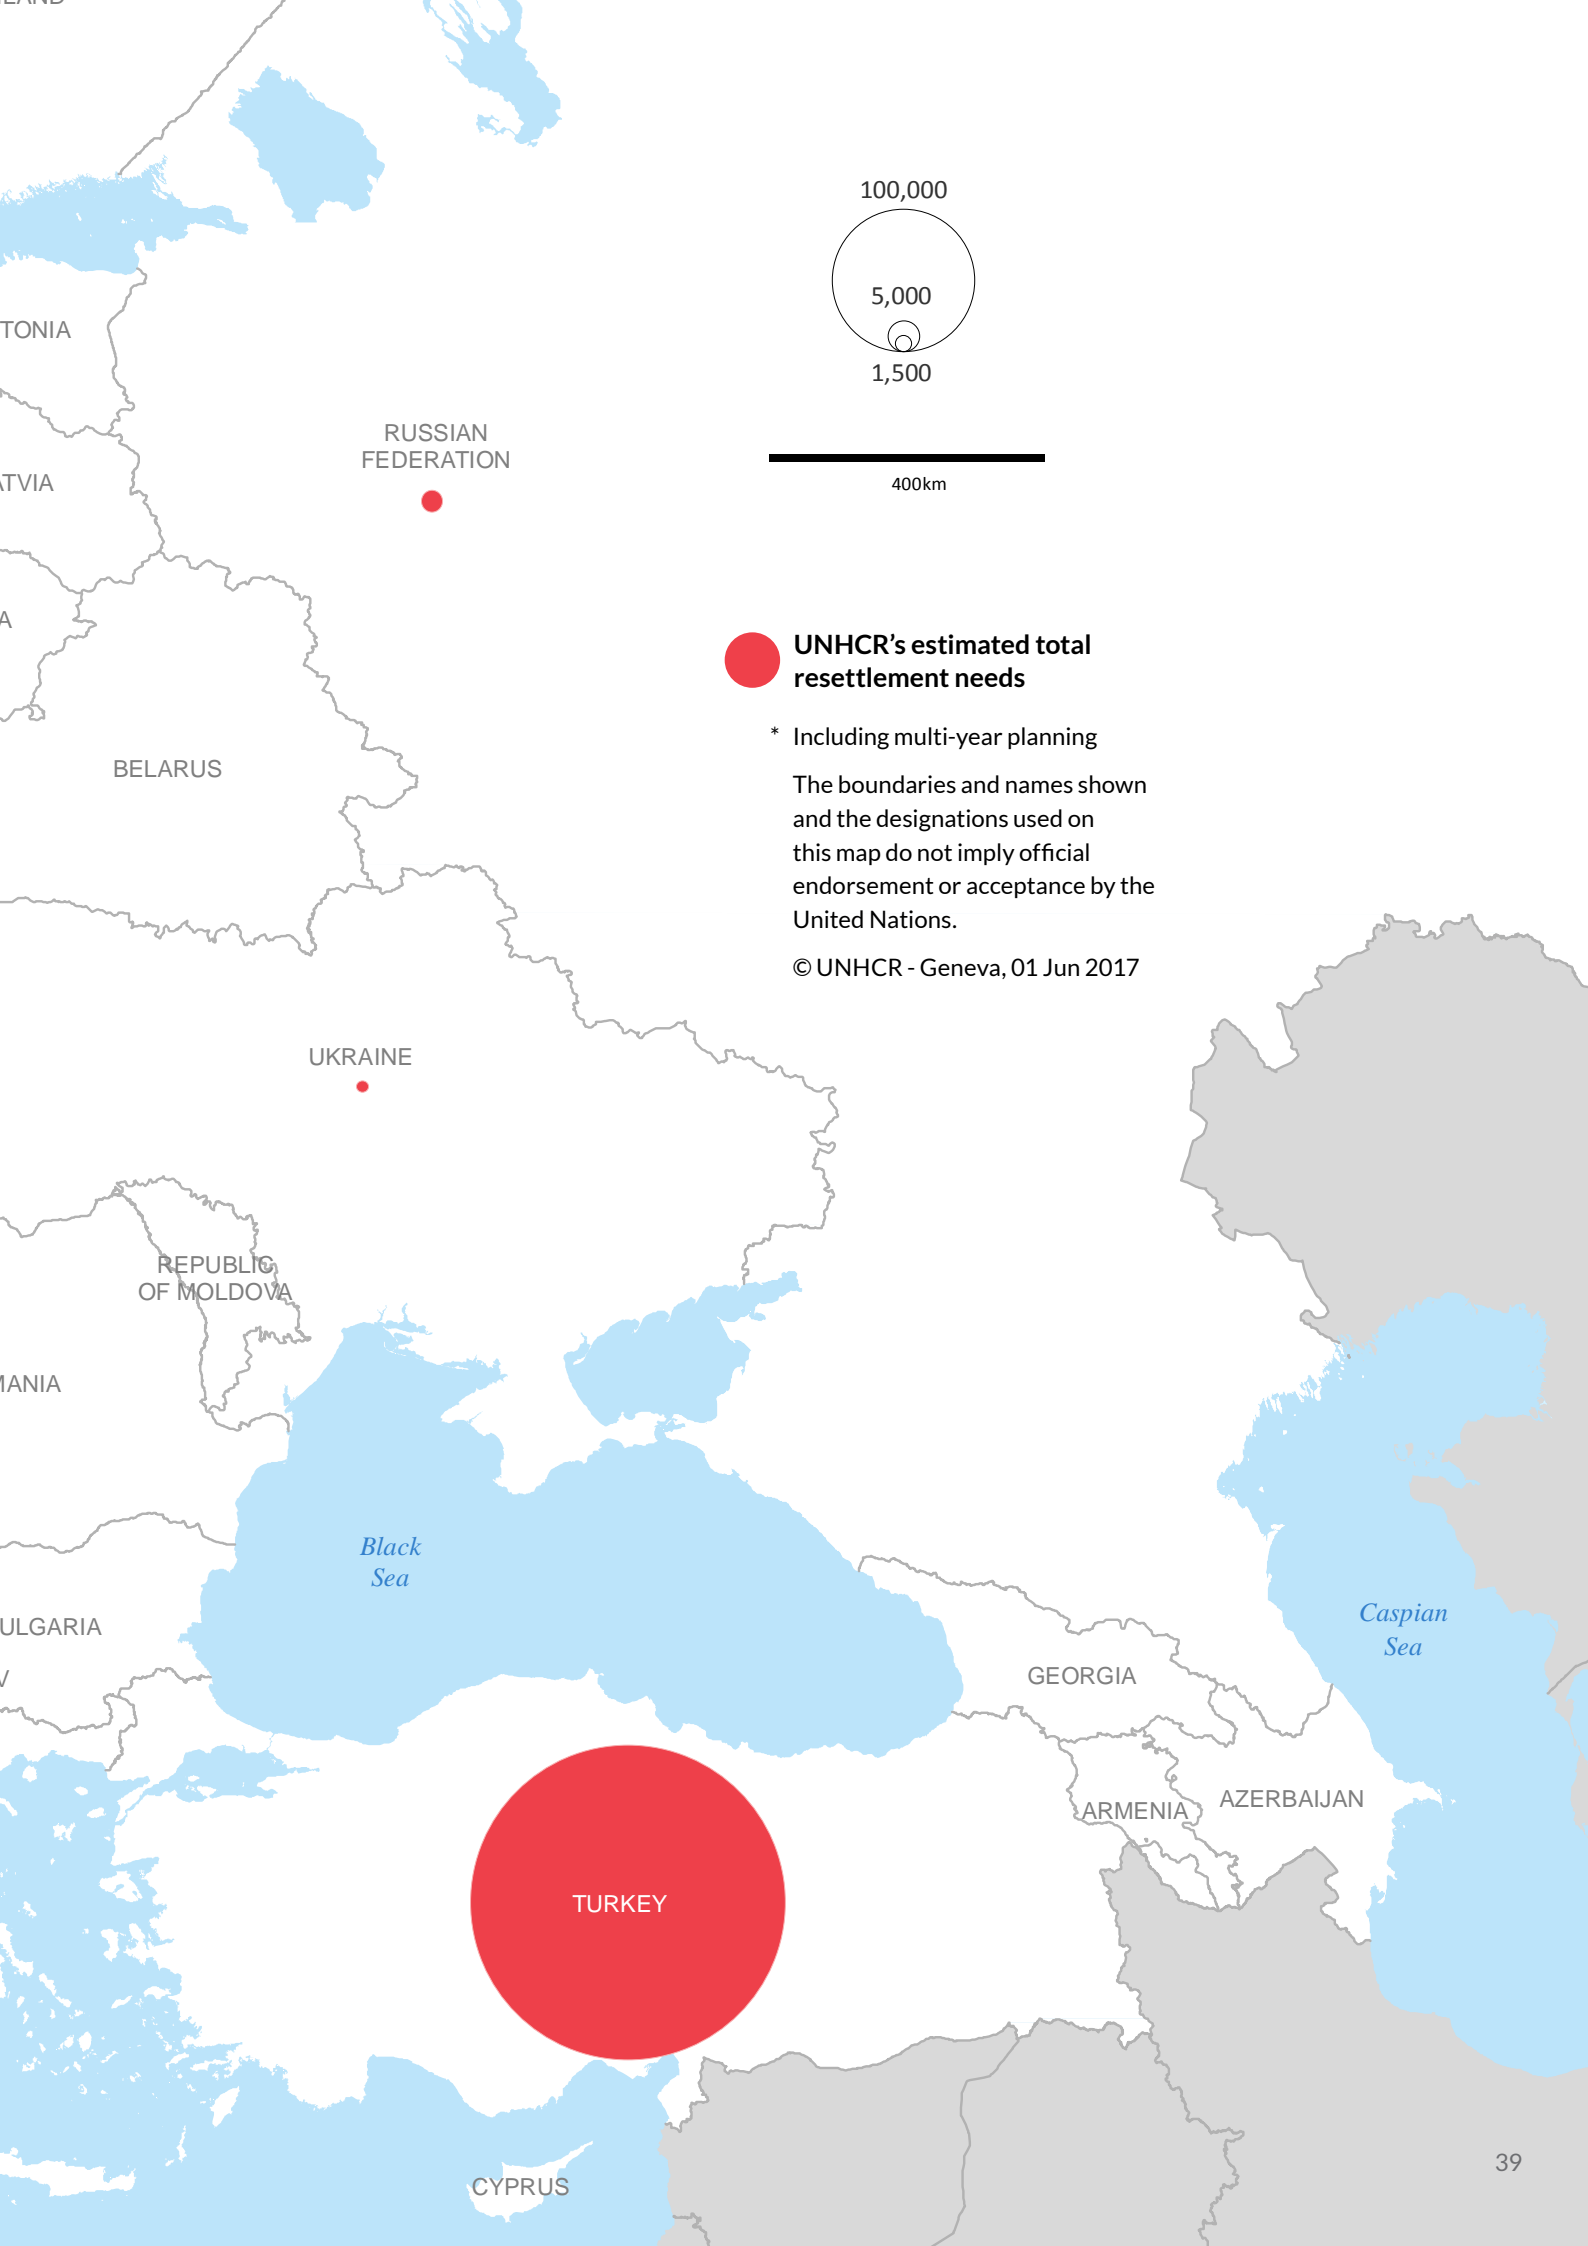 100,000
5,000
1,500
TONIA
RUSSIAN
FEDERATION
ATVIA
400km
A
UNHCR’s estimated total
resettlement needs
* Including multi-year planning
BELARUS
The boundaries and names shown
and the designations used on
this map do not imply official
endorsement or acceptance by the
United Nations.
© UNHCR - Geneva, 01 Jun 2017
UKRAINE
REPUBLIC
OF MOLDOVA
MANIA
Black
Sea
Caspian
Sea
ULGARIA
GEORGIA
AZERBAIJAN
ARMENIA
TURKEY
CYPRUS
39